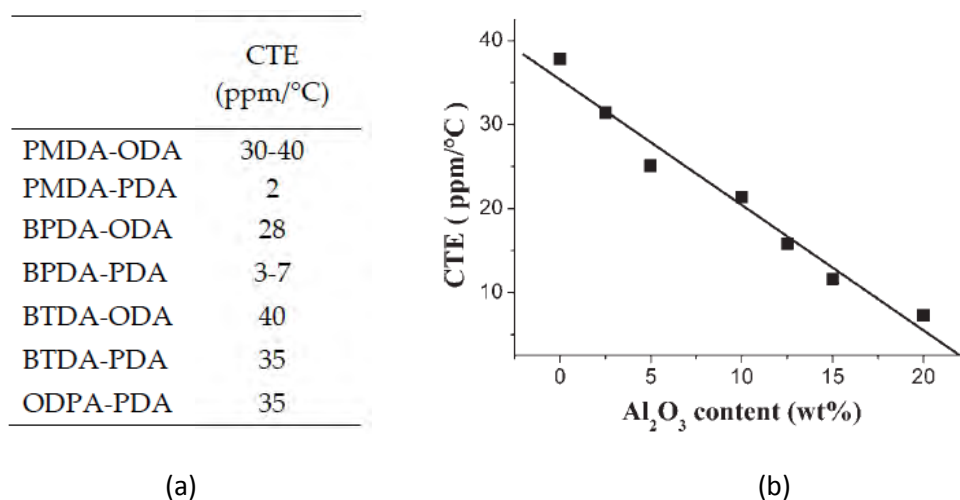 CTE
(ppm/°C)
PMDA-ODA 30-40
PMDA-PDA 2
BPDA-ODA 28
BPDA-PDA 3-7
BTDA-ODA 40
BTDA-PDA 35
ODPA-PDA 35
(a)
CTE ( ppm/°C )
40
30
20
10
0 5 10 15 20
Al₂O₃ content (wt%)
(b)